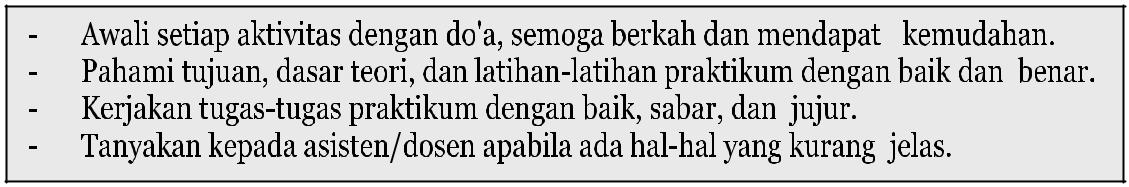 - Awali setiap aktivitas dengan do'a, semoga berkah dan mendapat kemudahan.
- Pahami tujuan, dasar teori, dan latihan-latihan praktikum dengan baik dan benar.
- Kerjakan tugas-tugas praktikum dengan baik, sabar, dan jujur.
- Tanyakan kepada asisten/dosen apabila ada hal-hal yang kurang jelas.